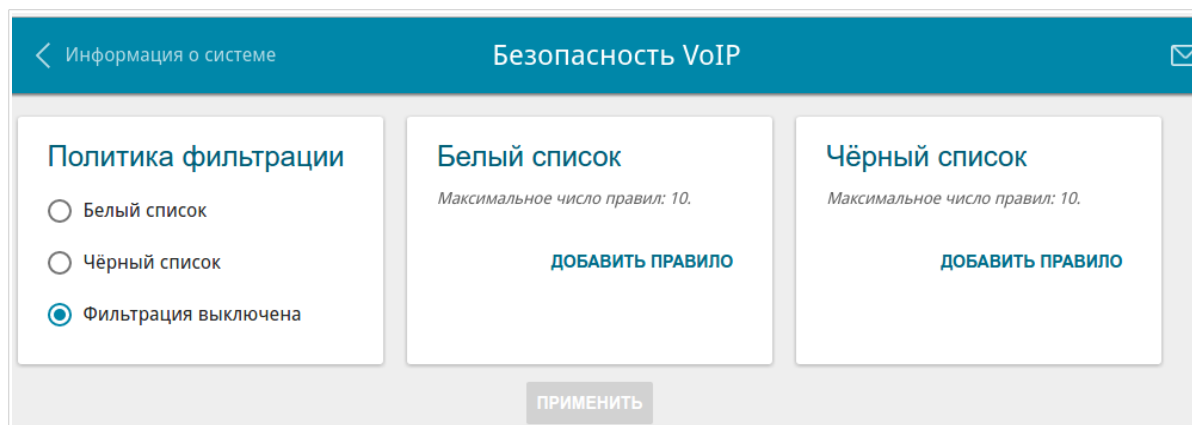 Информация о системе
Безопасность VoIP
Политика фильтрации
Белый список
Чёрный список
Фильтрация выключена
Белый список
Максимальное число правил: 10.
ДОБАВИТЬ ПРАВИЛО
Чёрный список
Максимальное число правил: 10.
ДОБАВИТЬ ПРАВИЛО
ПРИМЕНИТЬ